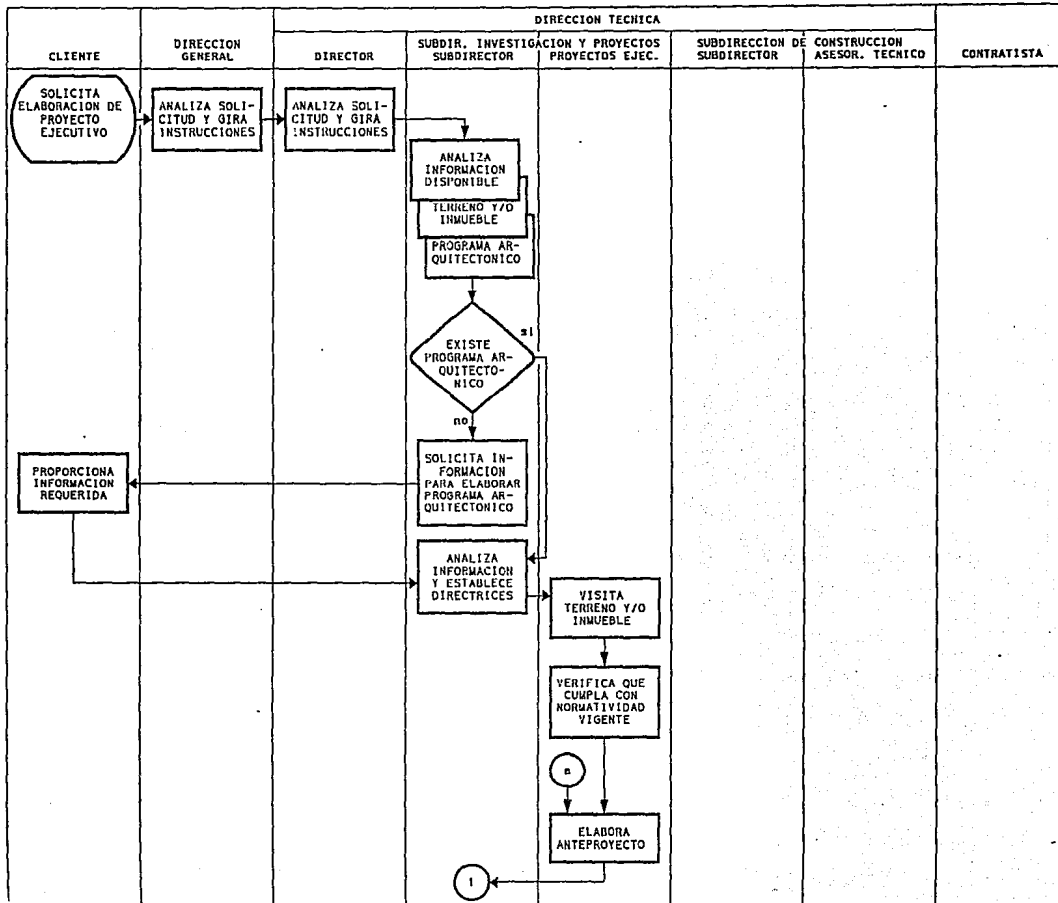 DIRECCION TECNICA
CLIENTE
DIRECCION
GENERAL
DIRECTOR
SUBDIR. INVESTIGACION Y PROYECTOS
SUBDIRECTOR PROYECTOS EJEC.
SUBDIRECCION DE CONSTRUCCION
SUBDIRECTOR ASESOR. TECNICO
CONTRATISTA
SOLICITA
ELABORACION DE
PROYECTO
EJECUTIVO
ANALIZA SOLI-
CITUD Y GIRA
INSTRUCCIONES
ANALIZA SOLI-
CITUD Y GIRA
INSTRUCCIONES
ANALIZA
INFORMACION
DISPONIBLE
TERRENO Y/O
INMUEBLE
PROGRAMA AR-
QUITECTONICO
EXISTE
PROGRAMA AR-
QUITECTO-
NICO
si
no
SOLICITA IN-
FORMACION
PARA ELABORAR
PROGRAMA AR-
QUITECTONICO
PROPORCIONA
INFORMACION
REQUERIDA
ANALIZA
INFORMACION
Y ESTABLECE
DIRECTRICES
VISITA
TERRENO Y/O
INMUEBLE
VERIFICA QUE
CUMPLA CON
NORMATIVIDAD
VIGENTE
ELABORA
ANTEPROYECTO
1